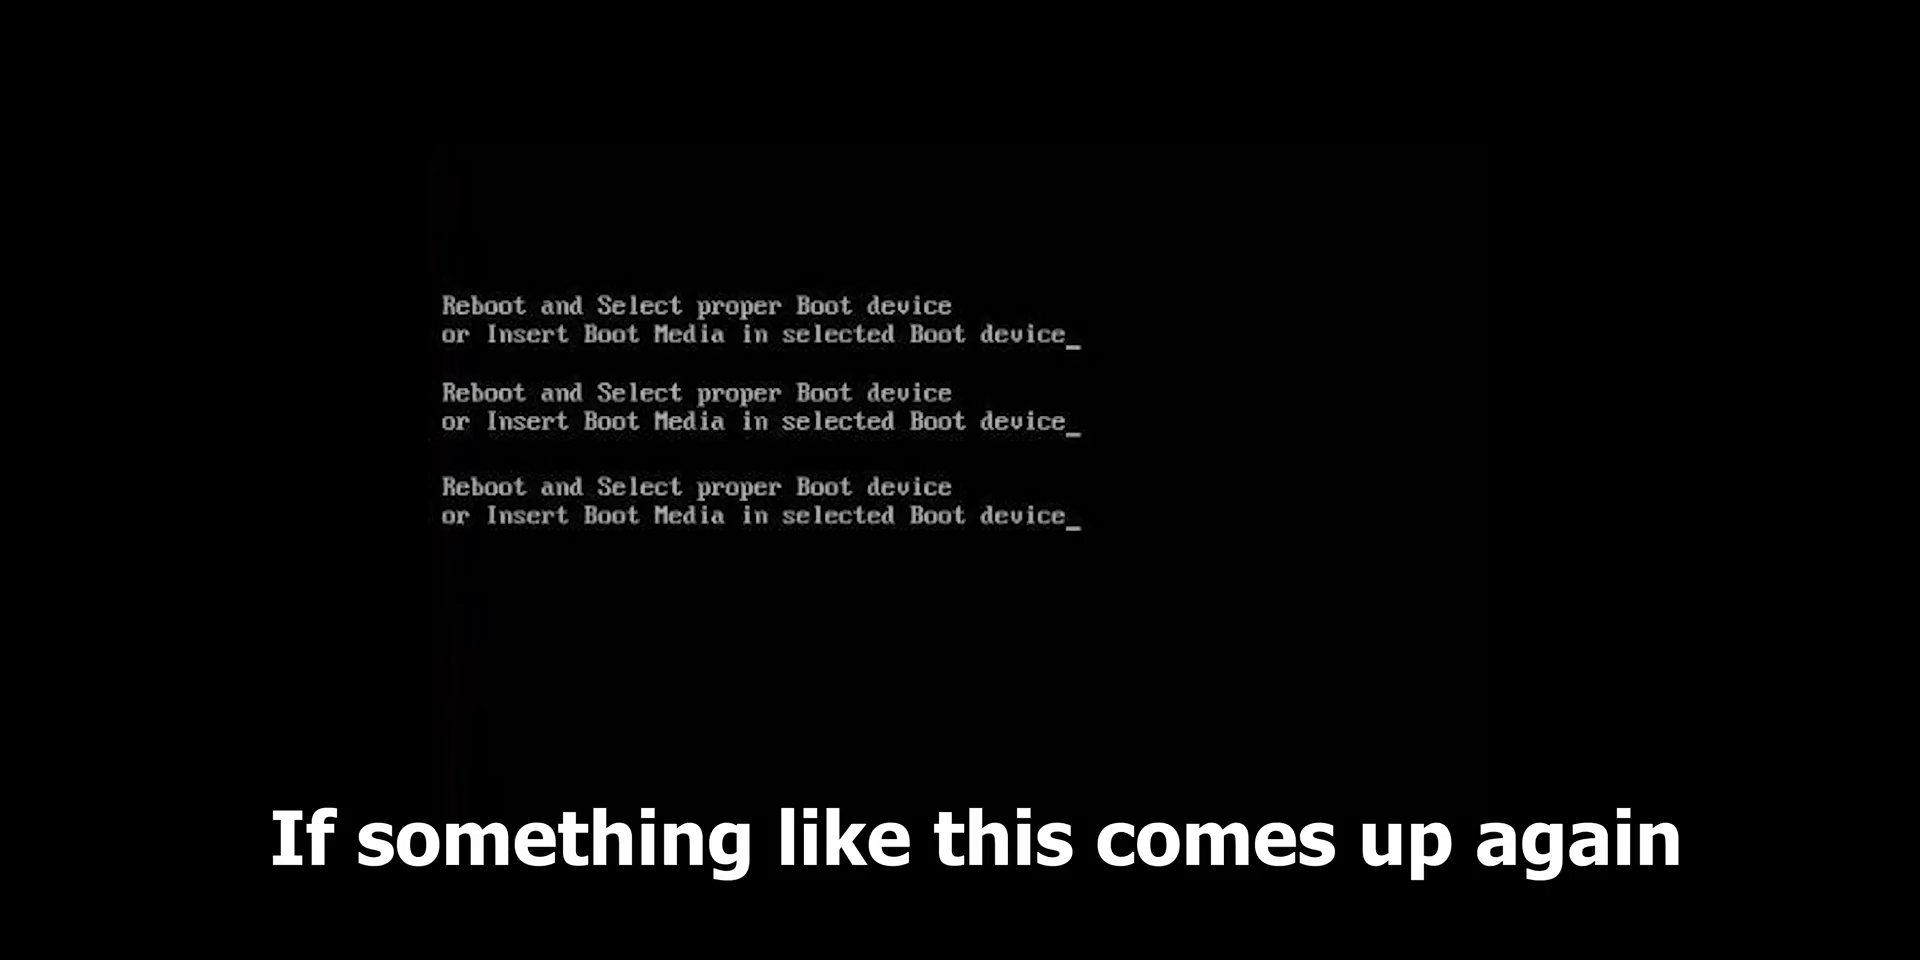 Reboot and Select proper Boot device
or Insert Boot Media in selected Boot device_
Reboot and Select proper Boot device
or Insert Boot Media in selected Boot device_
Reboot and Select proper Boot device
or Insert Boot Media in selected Boot device_
If something like this comes up again